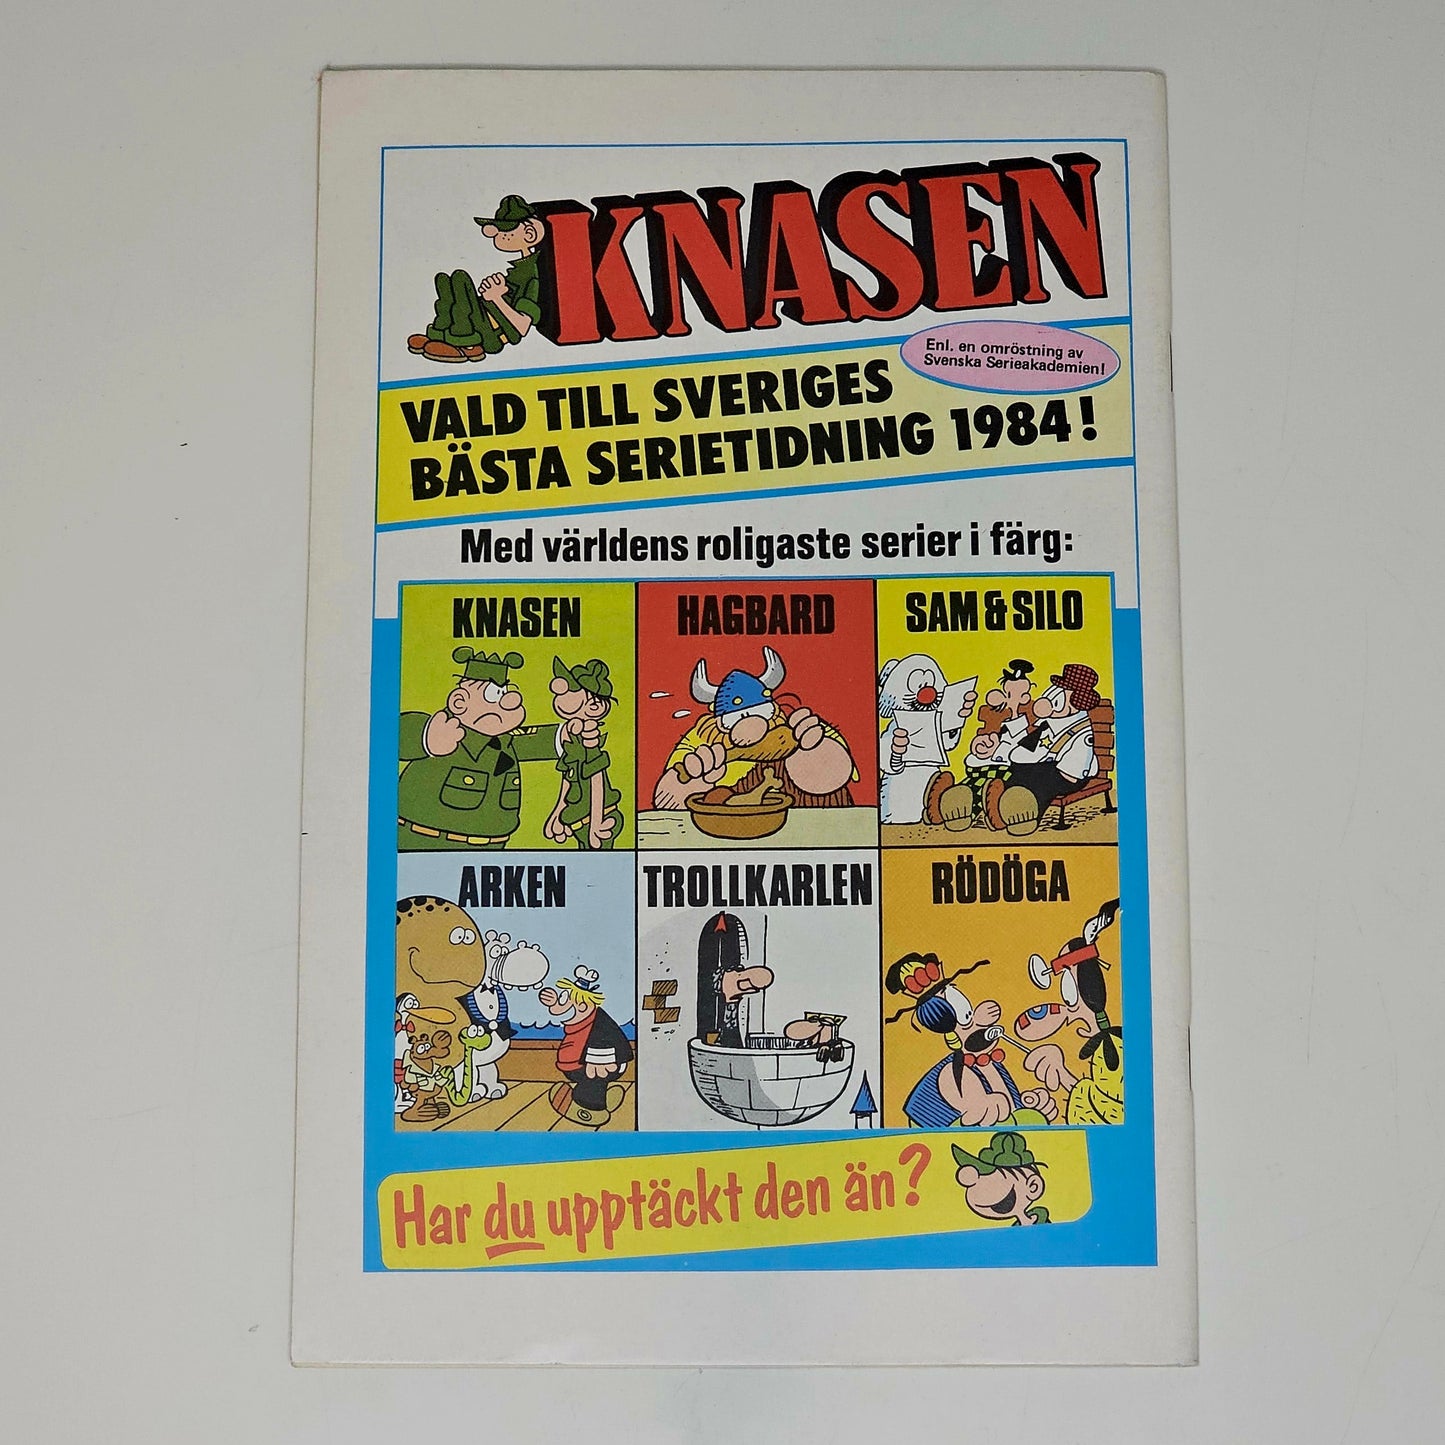 KNASEN
Enl. en omröstning av
Svenska Serieakademien!
VALD TILL SVERIGES
BÄSTA SERIETIDNING 1984!
Med världens roligaste serier i färg:
KNASEN
HAGBARD
SAM & SILO
ARKEN
TROLLKARLEN
RÖDÖGA
Har du upptäckt den än?